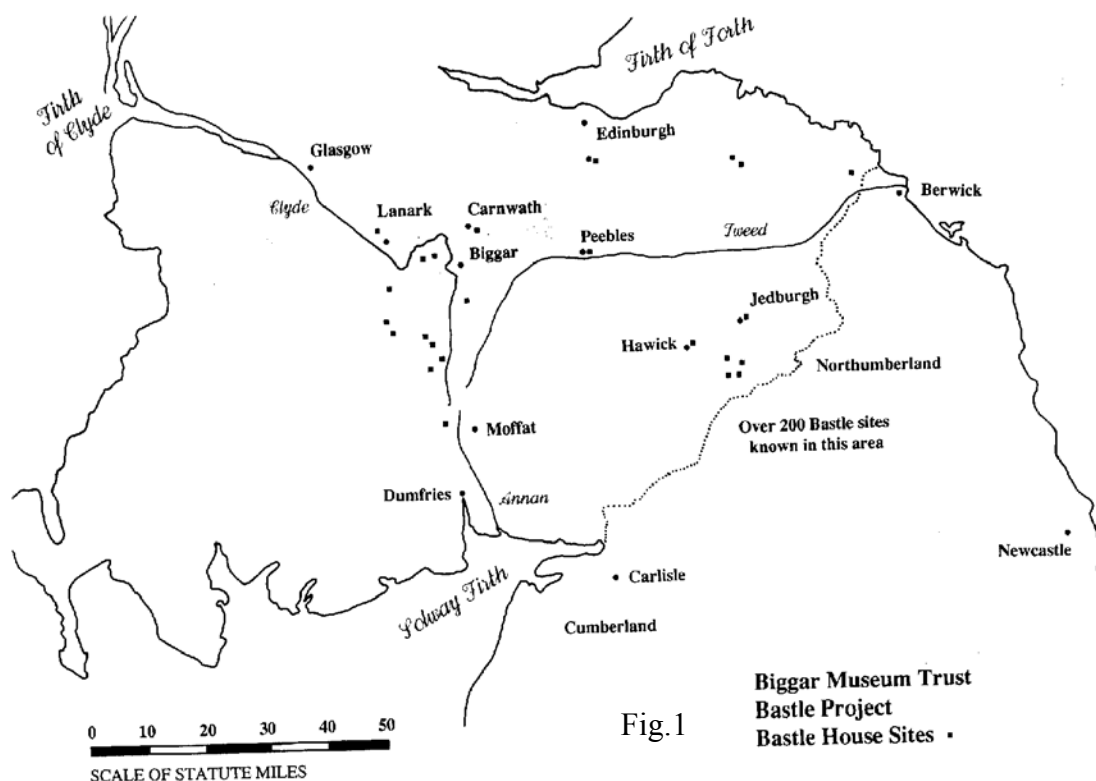 Firth of Forth
Firth
of Clyde
Edinburgh
Glasgow
Berwick
Clyde
Lanark
Carnwath
Tweed
Peebles
Biggar
Jedburgh
Hawick
Northumberland
Over 200 Bastle sites
known in this area
Moffat
Dumfries
Annan
Newcastle
Solway Firth
Carlisle
Cumberland
Biggar Museum Trust
Bastle Project
Bastle House Sites
Fig.1
0 10 20 30 40 50
SCALE OF STATUTE MILES